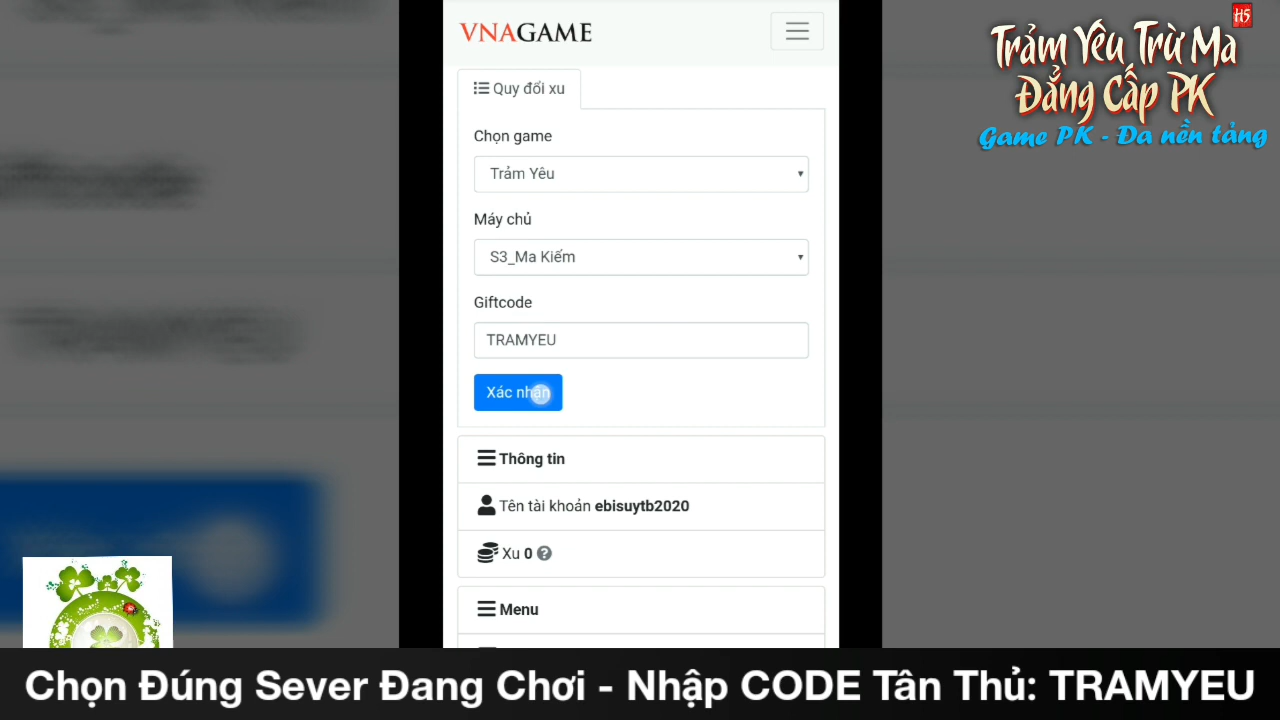 VNAGAME
H5
Trảm Yêu Trừ Ma
Đẳng Cấp PK
Game PK - Đa nền tảng
Quy đổi xu
Chọn game
Trảm Yêu
Máy chủ
S3_Ma Kiếm
Giftcode
TRAMYEU
Xác nhận
Thông tin
Tên tài khoản ebisuytb2020
Xu 0 ?
Menu
Chọn Đúng Sever Đang Chơi - Nhập CODE Tân Thủ: TRAMYEU